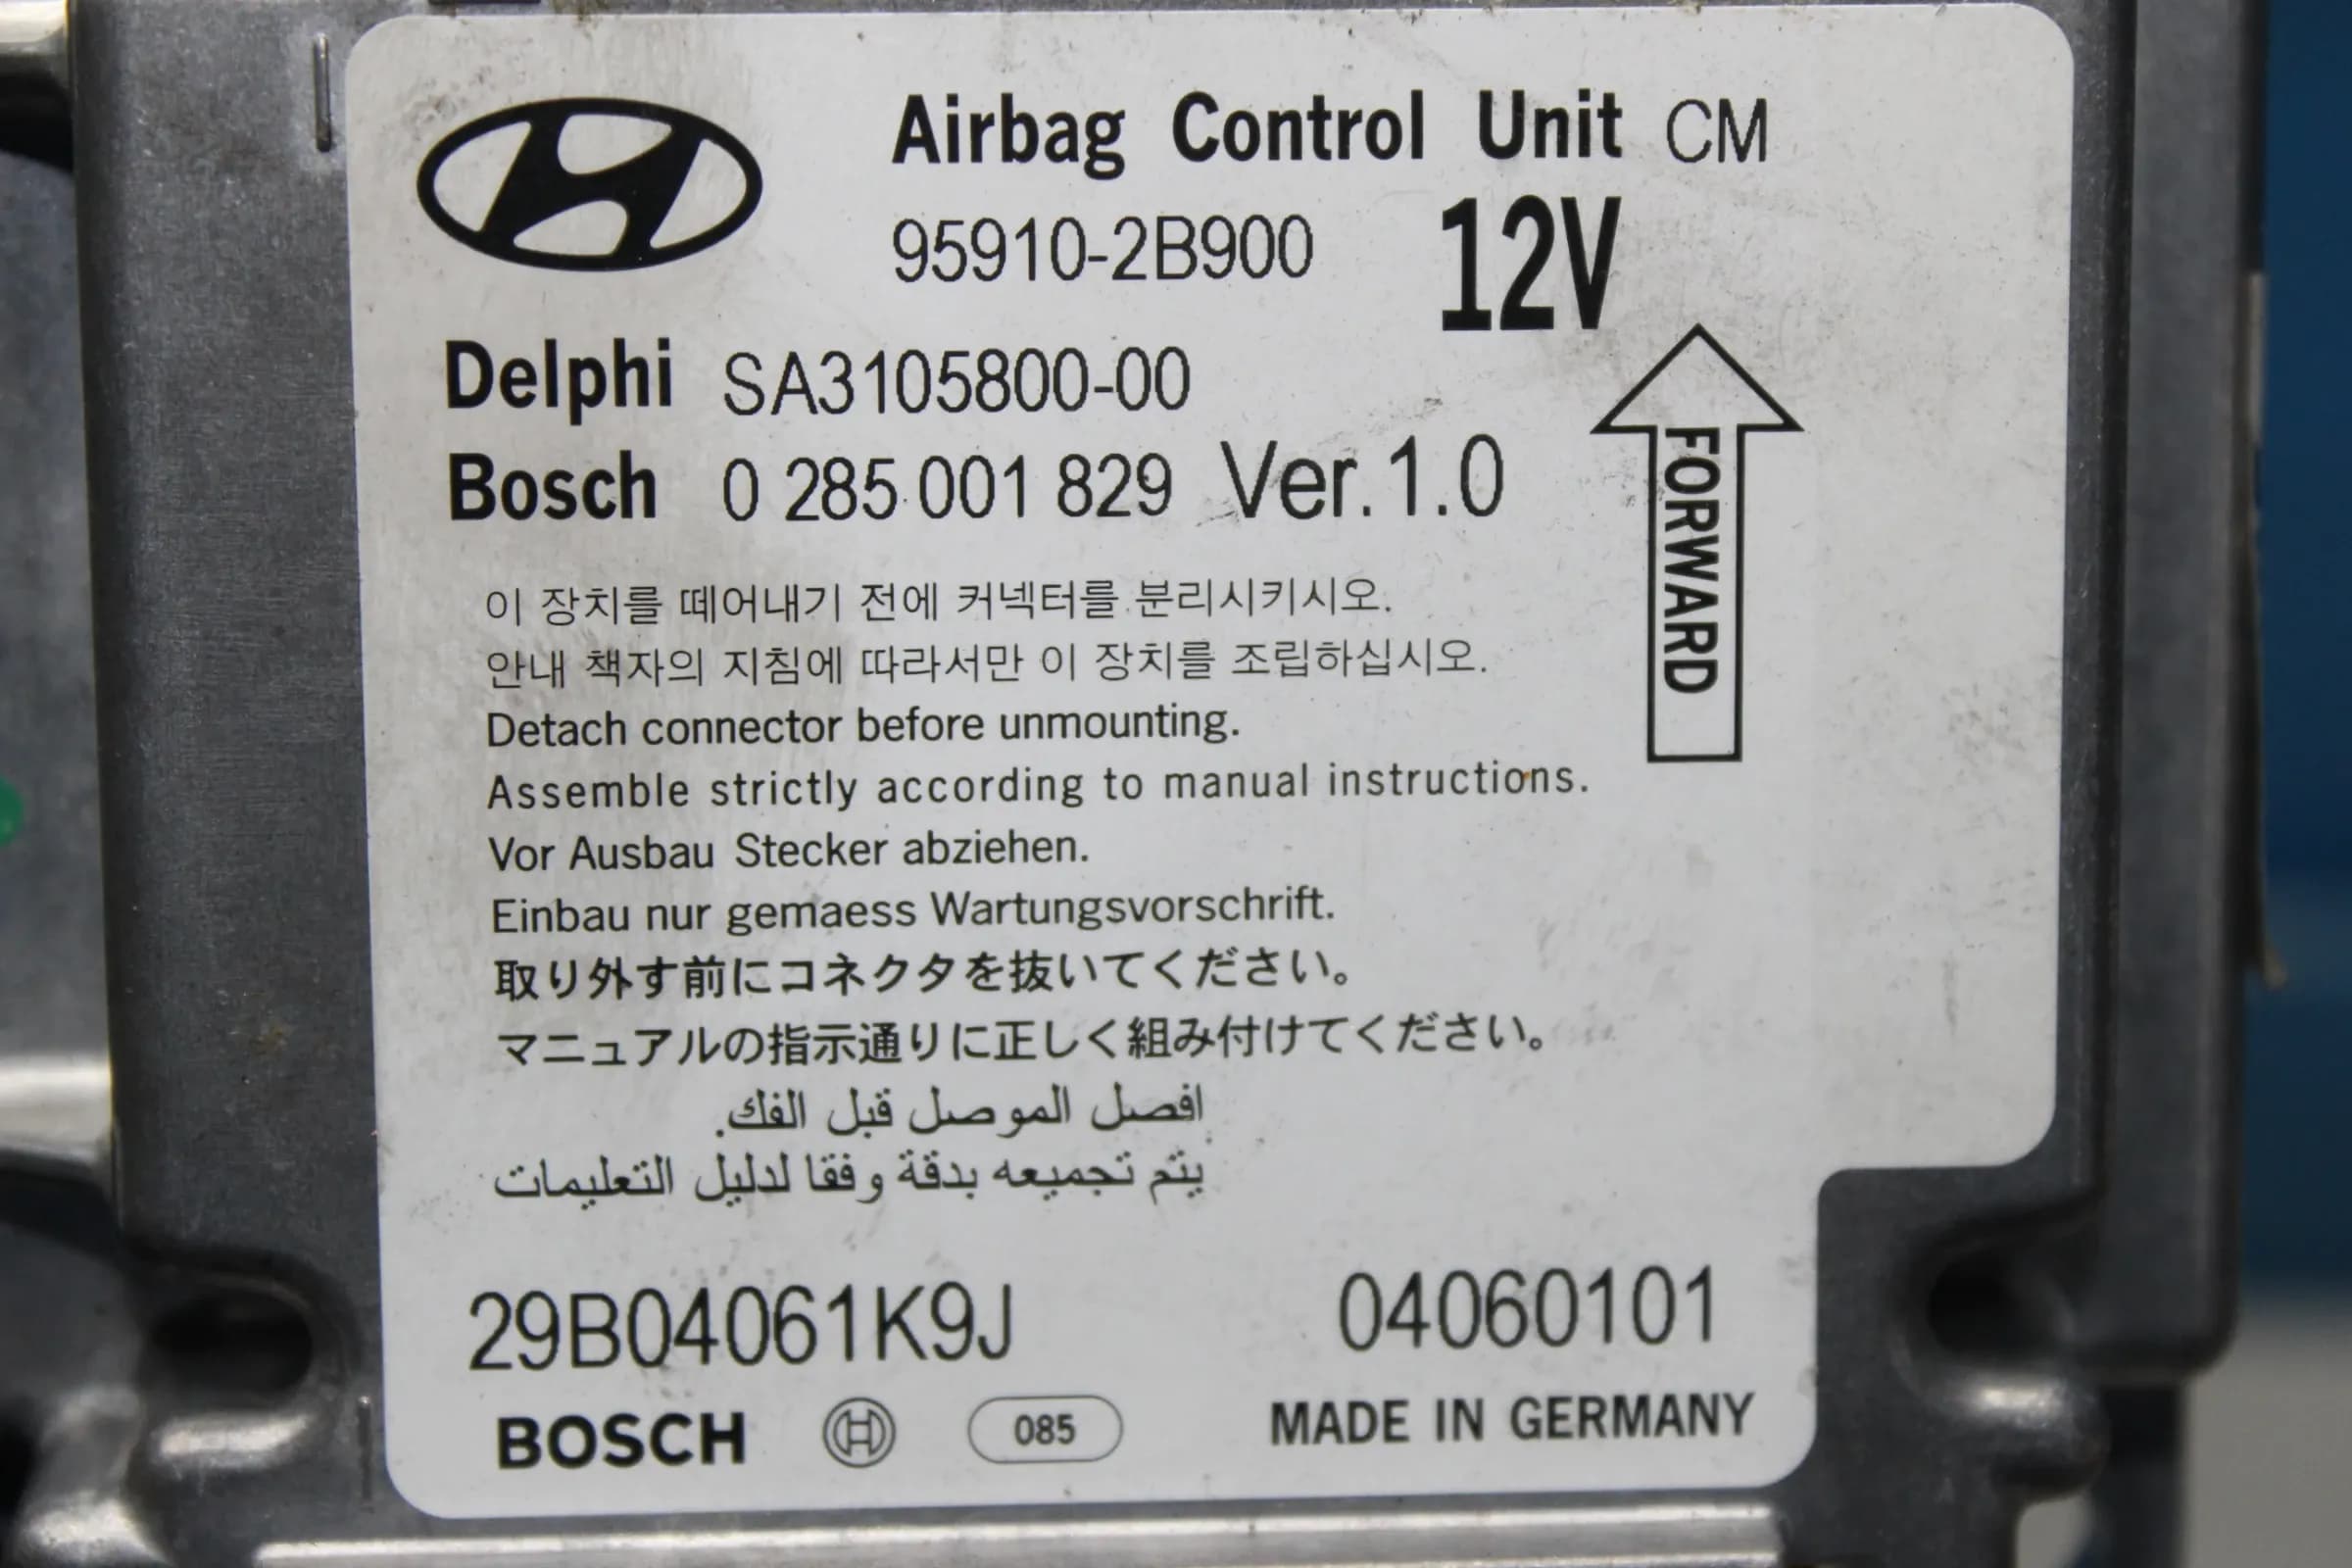 Airbag Control Unit CM
95910-2B900 12V
Delphi SA3105800-00
Bosch 0 285 001 829 Ver.1.0
FORWARD
이 장치를 떼어내기 전에 커넥터를 분리시키시오.
안내 책자의 지침에 따라서만 이 장치를 조립하십시오.
Detach connector before unmounting.
Assemble strictly according to manual instructions.
Vor Ausbau Stecker abziehen.
Einbau nur gemaess Wartungsvorschrift.
取り外す前にコネクタを抜いてください。
マニュアルの指示通りに正しく組み付けてください。
افصل الموصل قبل الفك.
يتم تجميعه بدقة وفقا لدليل التعليمات
29B04061K9J 04060101
BOSCH 085 MADE IN GERMANY